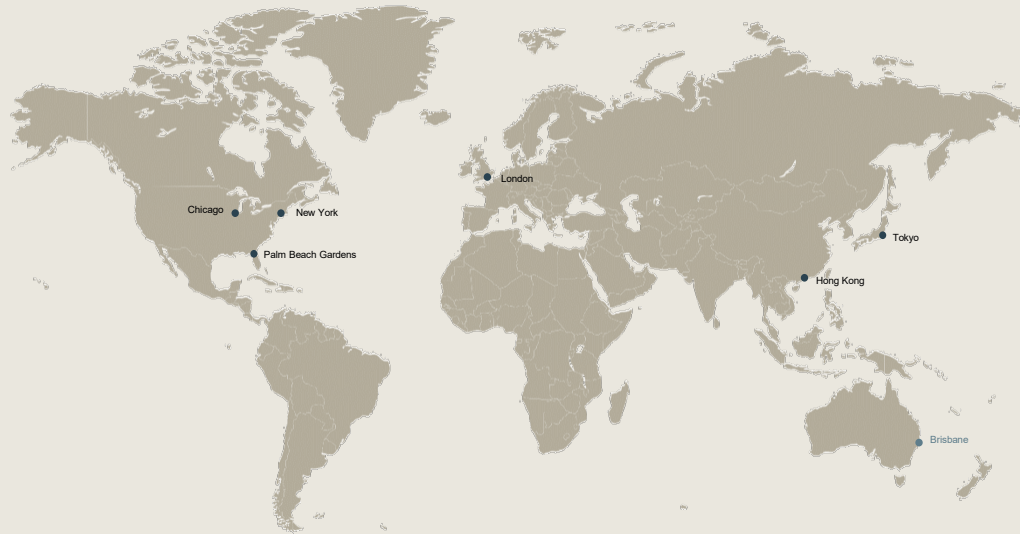 London
Chicago
New York
Tokyo
Palm Beach Gardens
Hong Kong
Brisbane